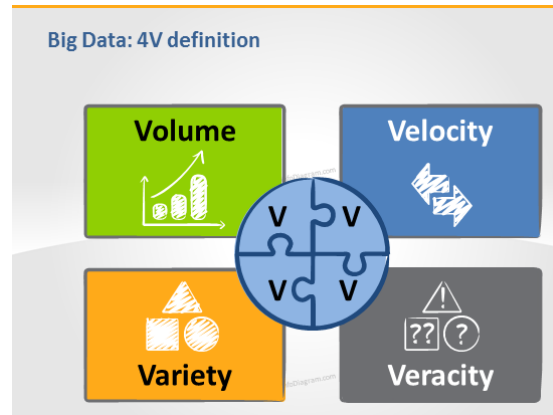 Big Data: 4V definition
Volume
Velocity
V
V
V
V
??
?
Variety
Veracity